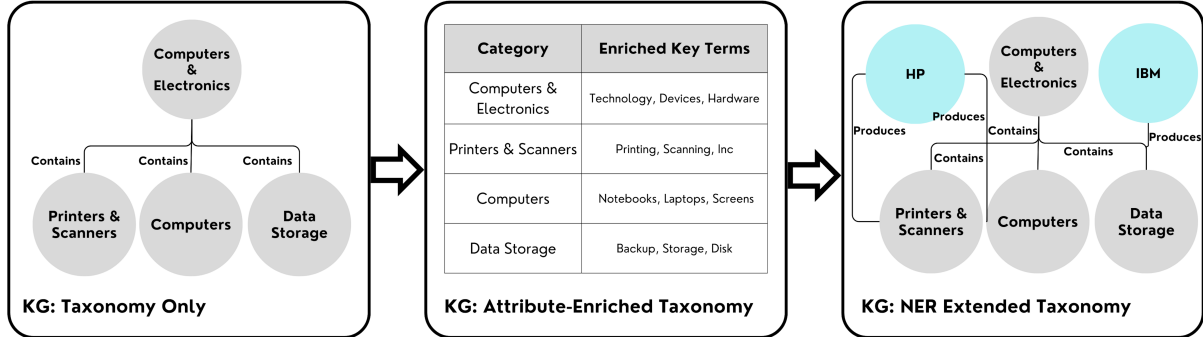 Computers
&
Electronics
Contains
Contains
Contains
Printers &
Scanners
Computers
Data
Storage
KG: Taxonomy Only
Category
Enriched Key Terms
Computers &
Electronics
Technology, Devices, Hardware
Printers & Scanners
Printing, Scanning, Inc
Computers
Notebooks, Laptops, Screens
Data Storage
Backup, Storage, Disk
KG: Attribute-Enriched Taxonomy
HP
Computers
&
Electronics
IBM
Produces
Produces
Contains
Produces
Contains
Contains
Printers &
Scanners
Computers
Data
Storage
KG: NER Extended Taxonomy